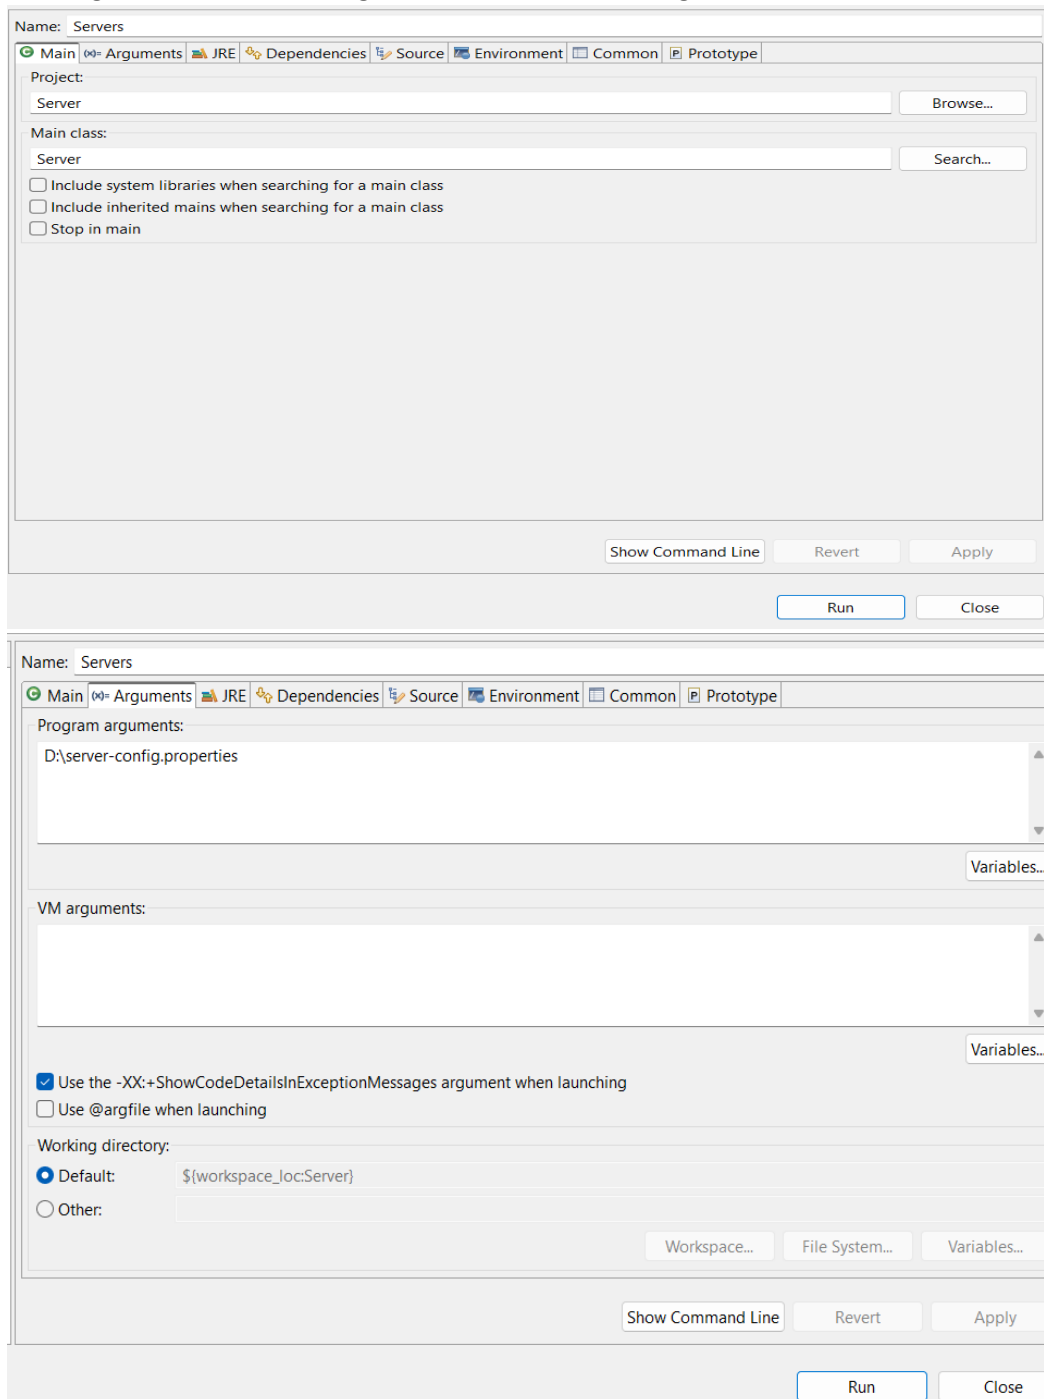 Name: Servers
Main Arguments JRE Dependencies Source Environment Common Prototype
Project:
Server Browse...
Main class:
Server Search...
Include system libraries when searching for a main class
Include inherited mains when searching for a main class
Stop in main
Show Command Line Revert Apply
Run Close
Name: Servers
Main (x)= Arguments JRE Dependencies Source Environment Common Prototype
Program arguments:
D:\server-config.properties
Variables...
VM arguments:
Variables...
Use the -XX:+ShowCodeDetailsInExceptionMessages argument when launching
Use @argfile when launching
Working directory:
Default: ${workspace_loc:Server}
Other:
Workspace... File System... Variables...
Show Command Line Revert Apply
Run Close